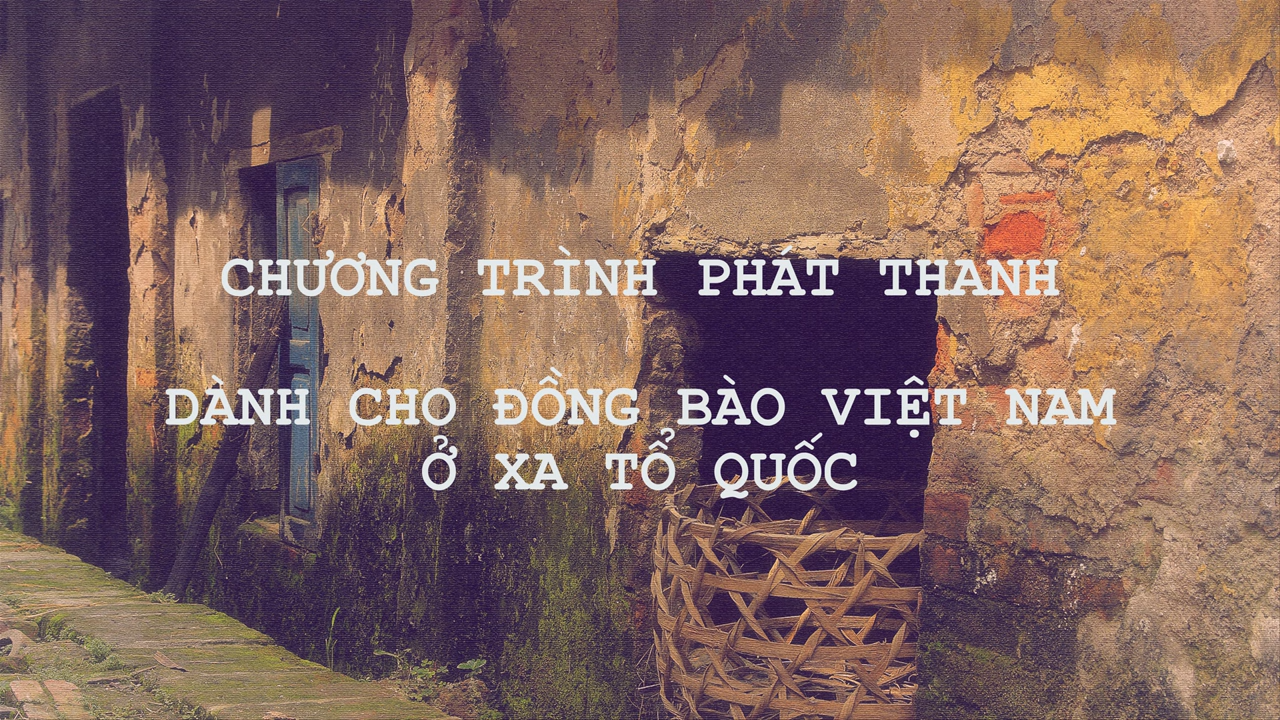 CHƯƠNG TRÌNH PHÁT THANH
DÀNH CHO ĐỒNG BÀO VIỆT NAM
Ở XA TỔ QUỐC